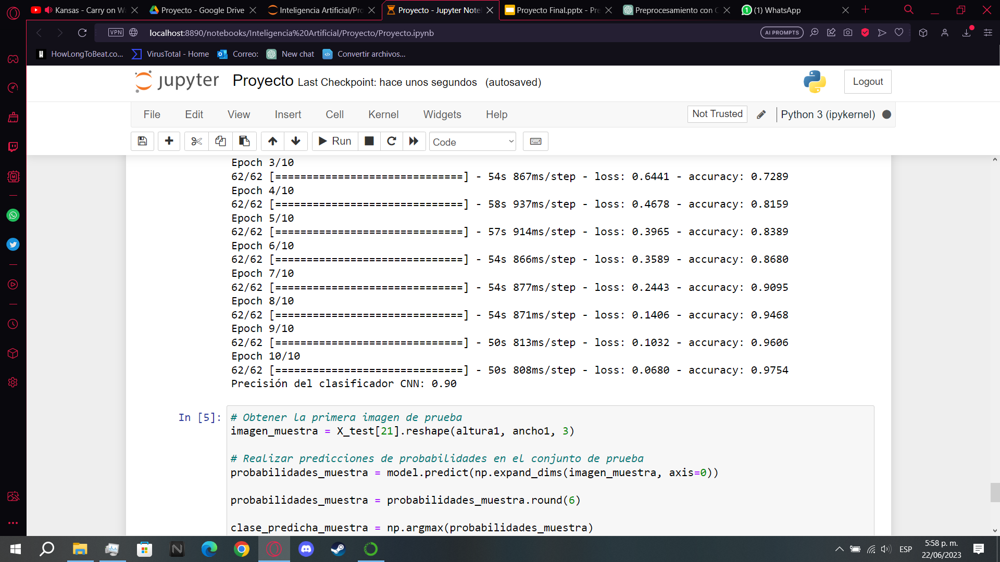 Kansas - Carry on Wa
Proyecto - Google Drive
Inteligencia Artificial/Pro
Proyecto - Jupyter Note
Proyecto Final.pptx - Pre
Preprocesamiento con C
(1) WhatsApp
VPN
localhost:8890/notebooks/Inteligencia%20Artificial/Proyecto/Proyecto.ipynb
AI PROMPTS
HowLongToBeat.co...
VirusTotal - Home
Correo:
New chat
Convertir archivos...
jupyter Proyecto Last Checkpoint: hace unos segundos (autosaved)
Logout
File Edit View Insert Cell Kernel Widgets Help
Not Trusted
Python 3 (ipykernel)
Run
Code
Epoch 3/10
62/62 [==============================] - 54s 867ms/step - loss: 0.6441 - accuracy: 0.7289
Epoch 4/10
62/62 [==============================] - 58s 937ms/step - loss: 0.4678 - accuracy: 0.8159
Epoch 5/10
62/62 [==============================] - 57s 914ms/step - loss: 0.3965 - accuracy: 0.8389
Epoch 6/10
62/62 [==============================] - 54s 866ms/step - loss: 0.3589 - accuracy: 0.8680
Epoch 7/10
62/62 [==============================] - 54s 877ms/step - loss: 0.2443 - accuracy: 0.9095
Epoch 8/10
62/62 [==============================] - 54s 871ms/step - loss: 0.1406 - accuracy: 0.9468
Epoch 9/10
62/62 [==============================] - 50s 813ms/step - loss: 0.1032 - accuracy: 0.9606
Epoch 10/10
62/62 [==============================] - 50s 808ms/step - loss: 0.0680 - accuracy: 0.9754
Precisión del clasificador CNN: 0.90
In [5]:
# Obtener la primera imagen de prueba
imagen_muestra = X_test[21].reshape(altura1, ancho1, 3)
# Realizar predicciones de probabilidades en el conjunto de prueba
probabilidades_muestra = model.predict(np.expand_dims(imagen_muestra, axis=0))
probabilidades_muestra = probabilidades_muestra.round(6)
clase_predicha_muestra = np.argmax(probabilidades_muestra)
ESP
5:58 p. m.
22/06/2023